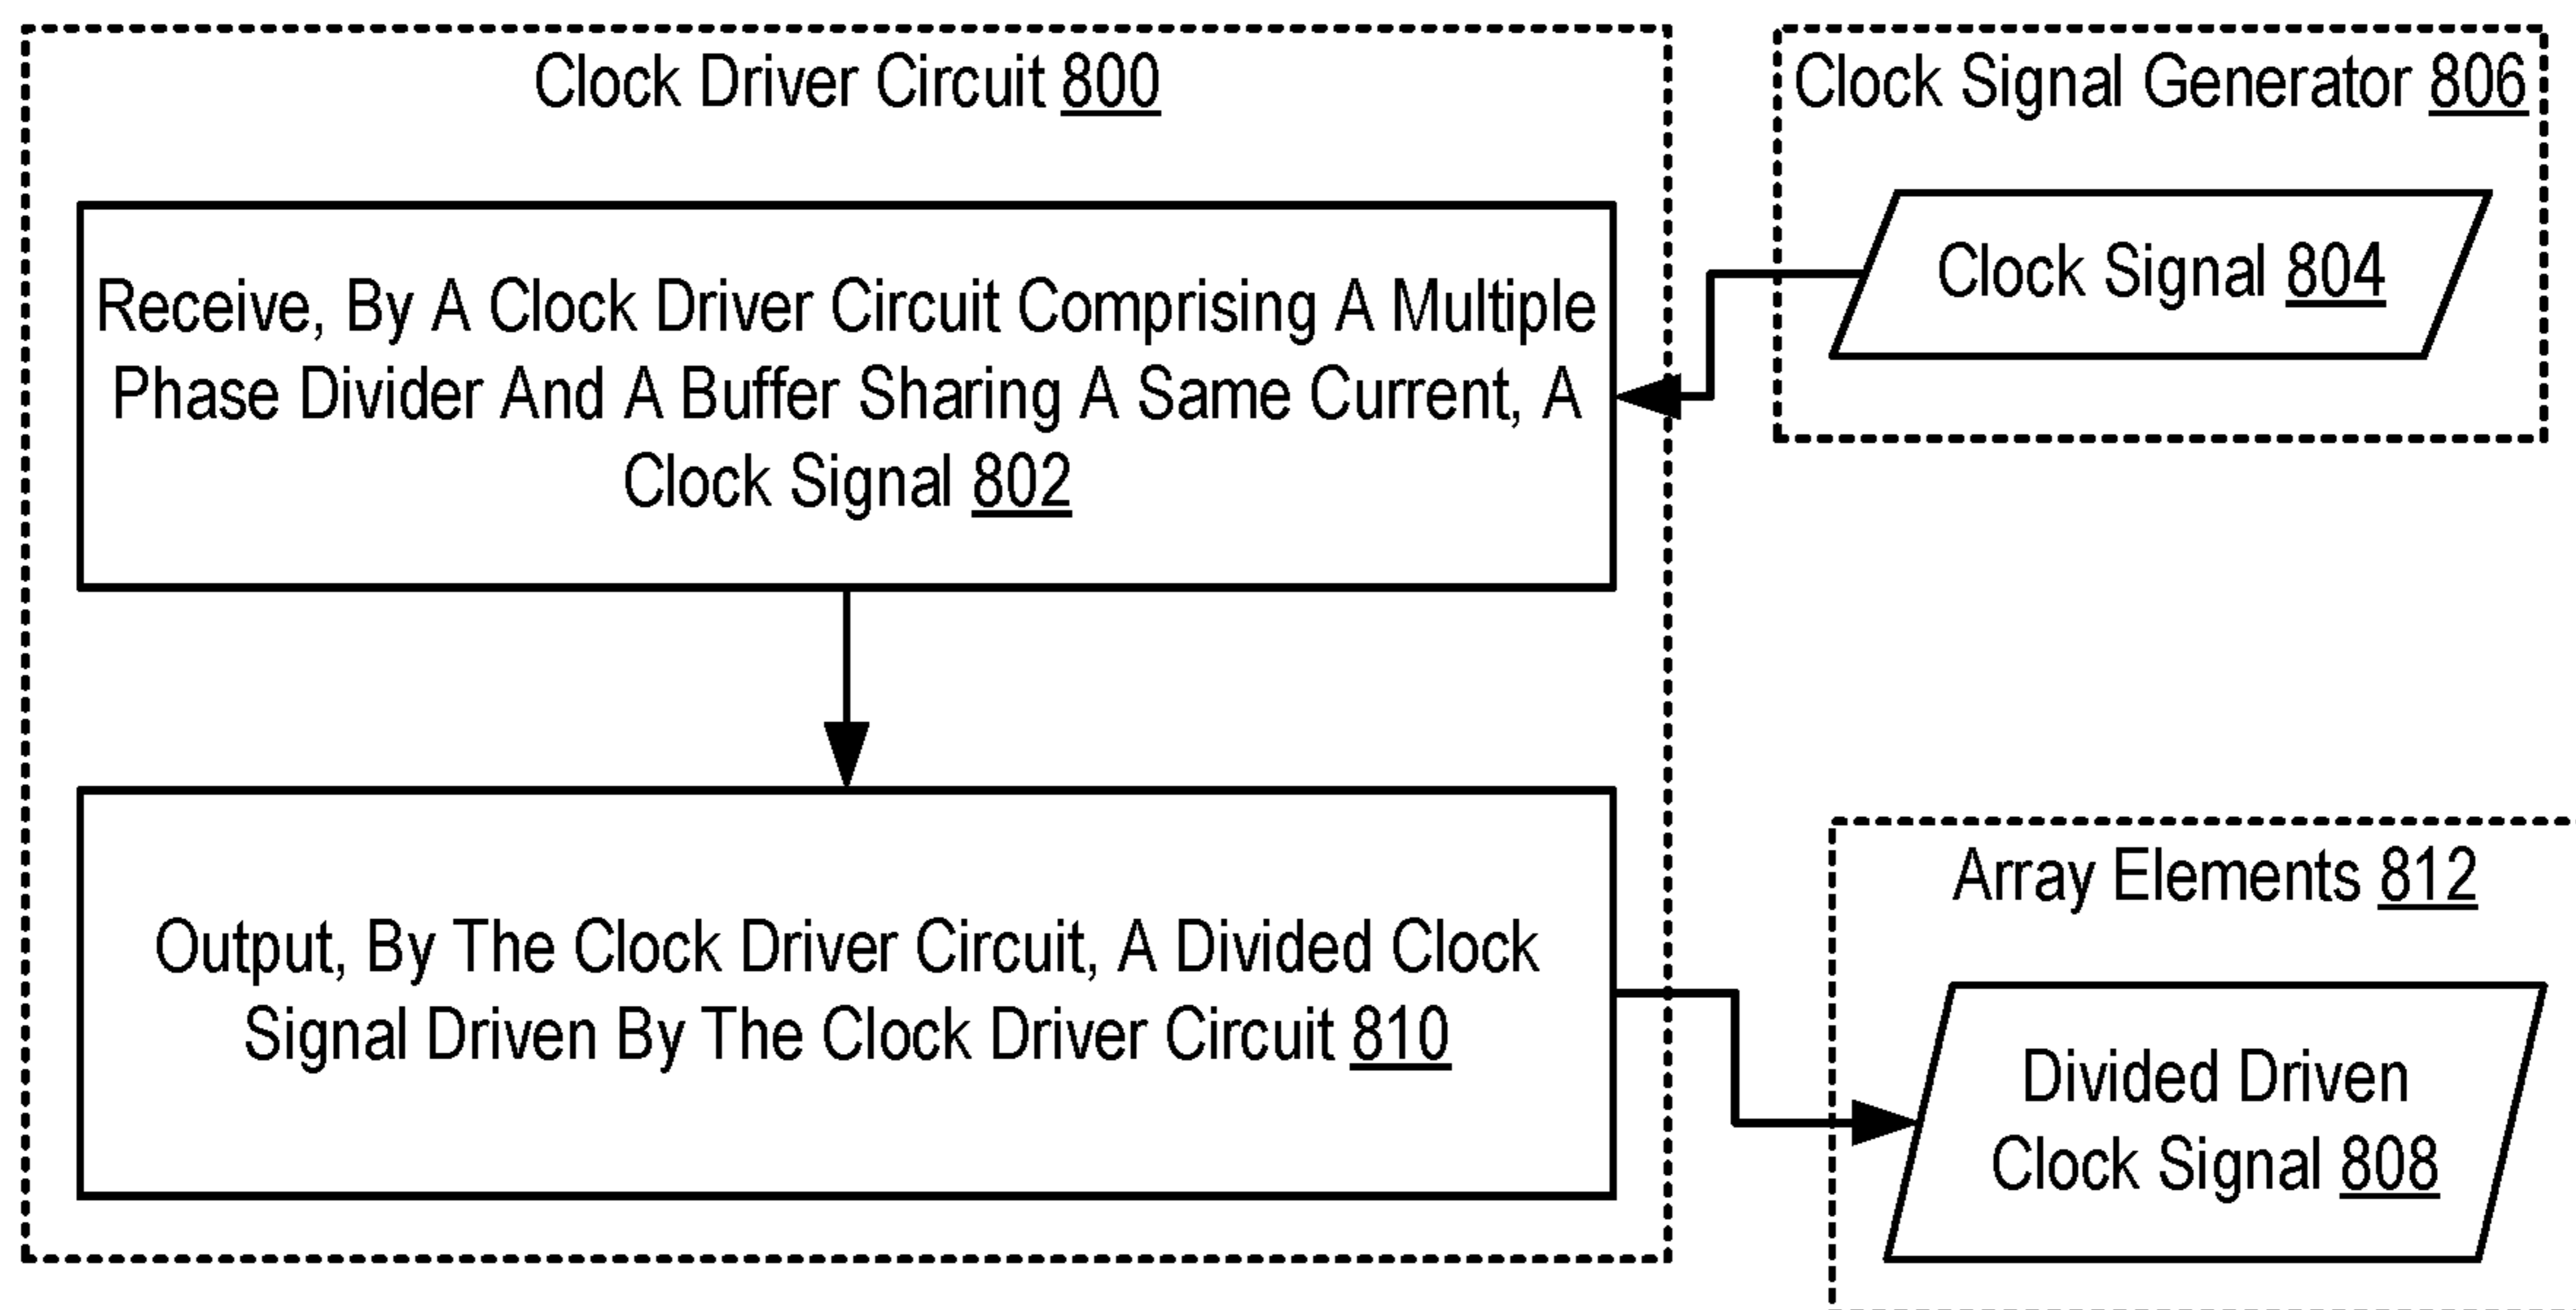 Clock Driver Circuit 800
Receive, By A Clock Driver Circuit Comprising A Multiple
Phase Divider And A Buffer Sharing A Same Current, A
Clock Signal 802
Output, By The Clock Driver Circuit, A Divided Clock
Signal Driven By The Clock Driver Circuit 810
Clock Signal Generator 806
Clock Signal 804
Array Elements 812
Divided Driven
Clock Signal 808